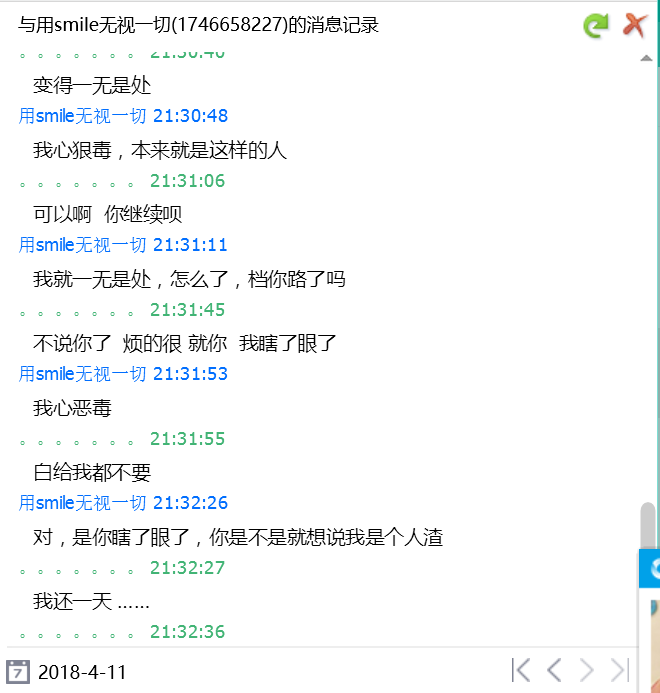 与用smile无视一切(1746658227)的消息记录
。。。。。。。 21:30:40
变得一无是处
用smile无视一切 21:30:48
我心狠毒，本来就是这样的人
。。。。。。。 21:31:06
可以啊  你继续呗
用smile无视一切 21:31:11
我就一无是处，怎么了，档你路了吗
。。。。。。。 21:31:45
不说你了  烦的很 就你  我瞎了眼了
用smile无视一切 21:31:53
我心恶毒
。。。。。。。 21:31:55
白给我都不要
用smile无视一切 21:32:26
对，是你瞎了眼了，你是不是就想说我是个人渣
。。。。。。。 21:32:27
我还一天 ......
。。。。。。。 21:32:36
7 2018-4-11